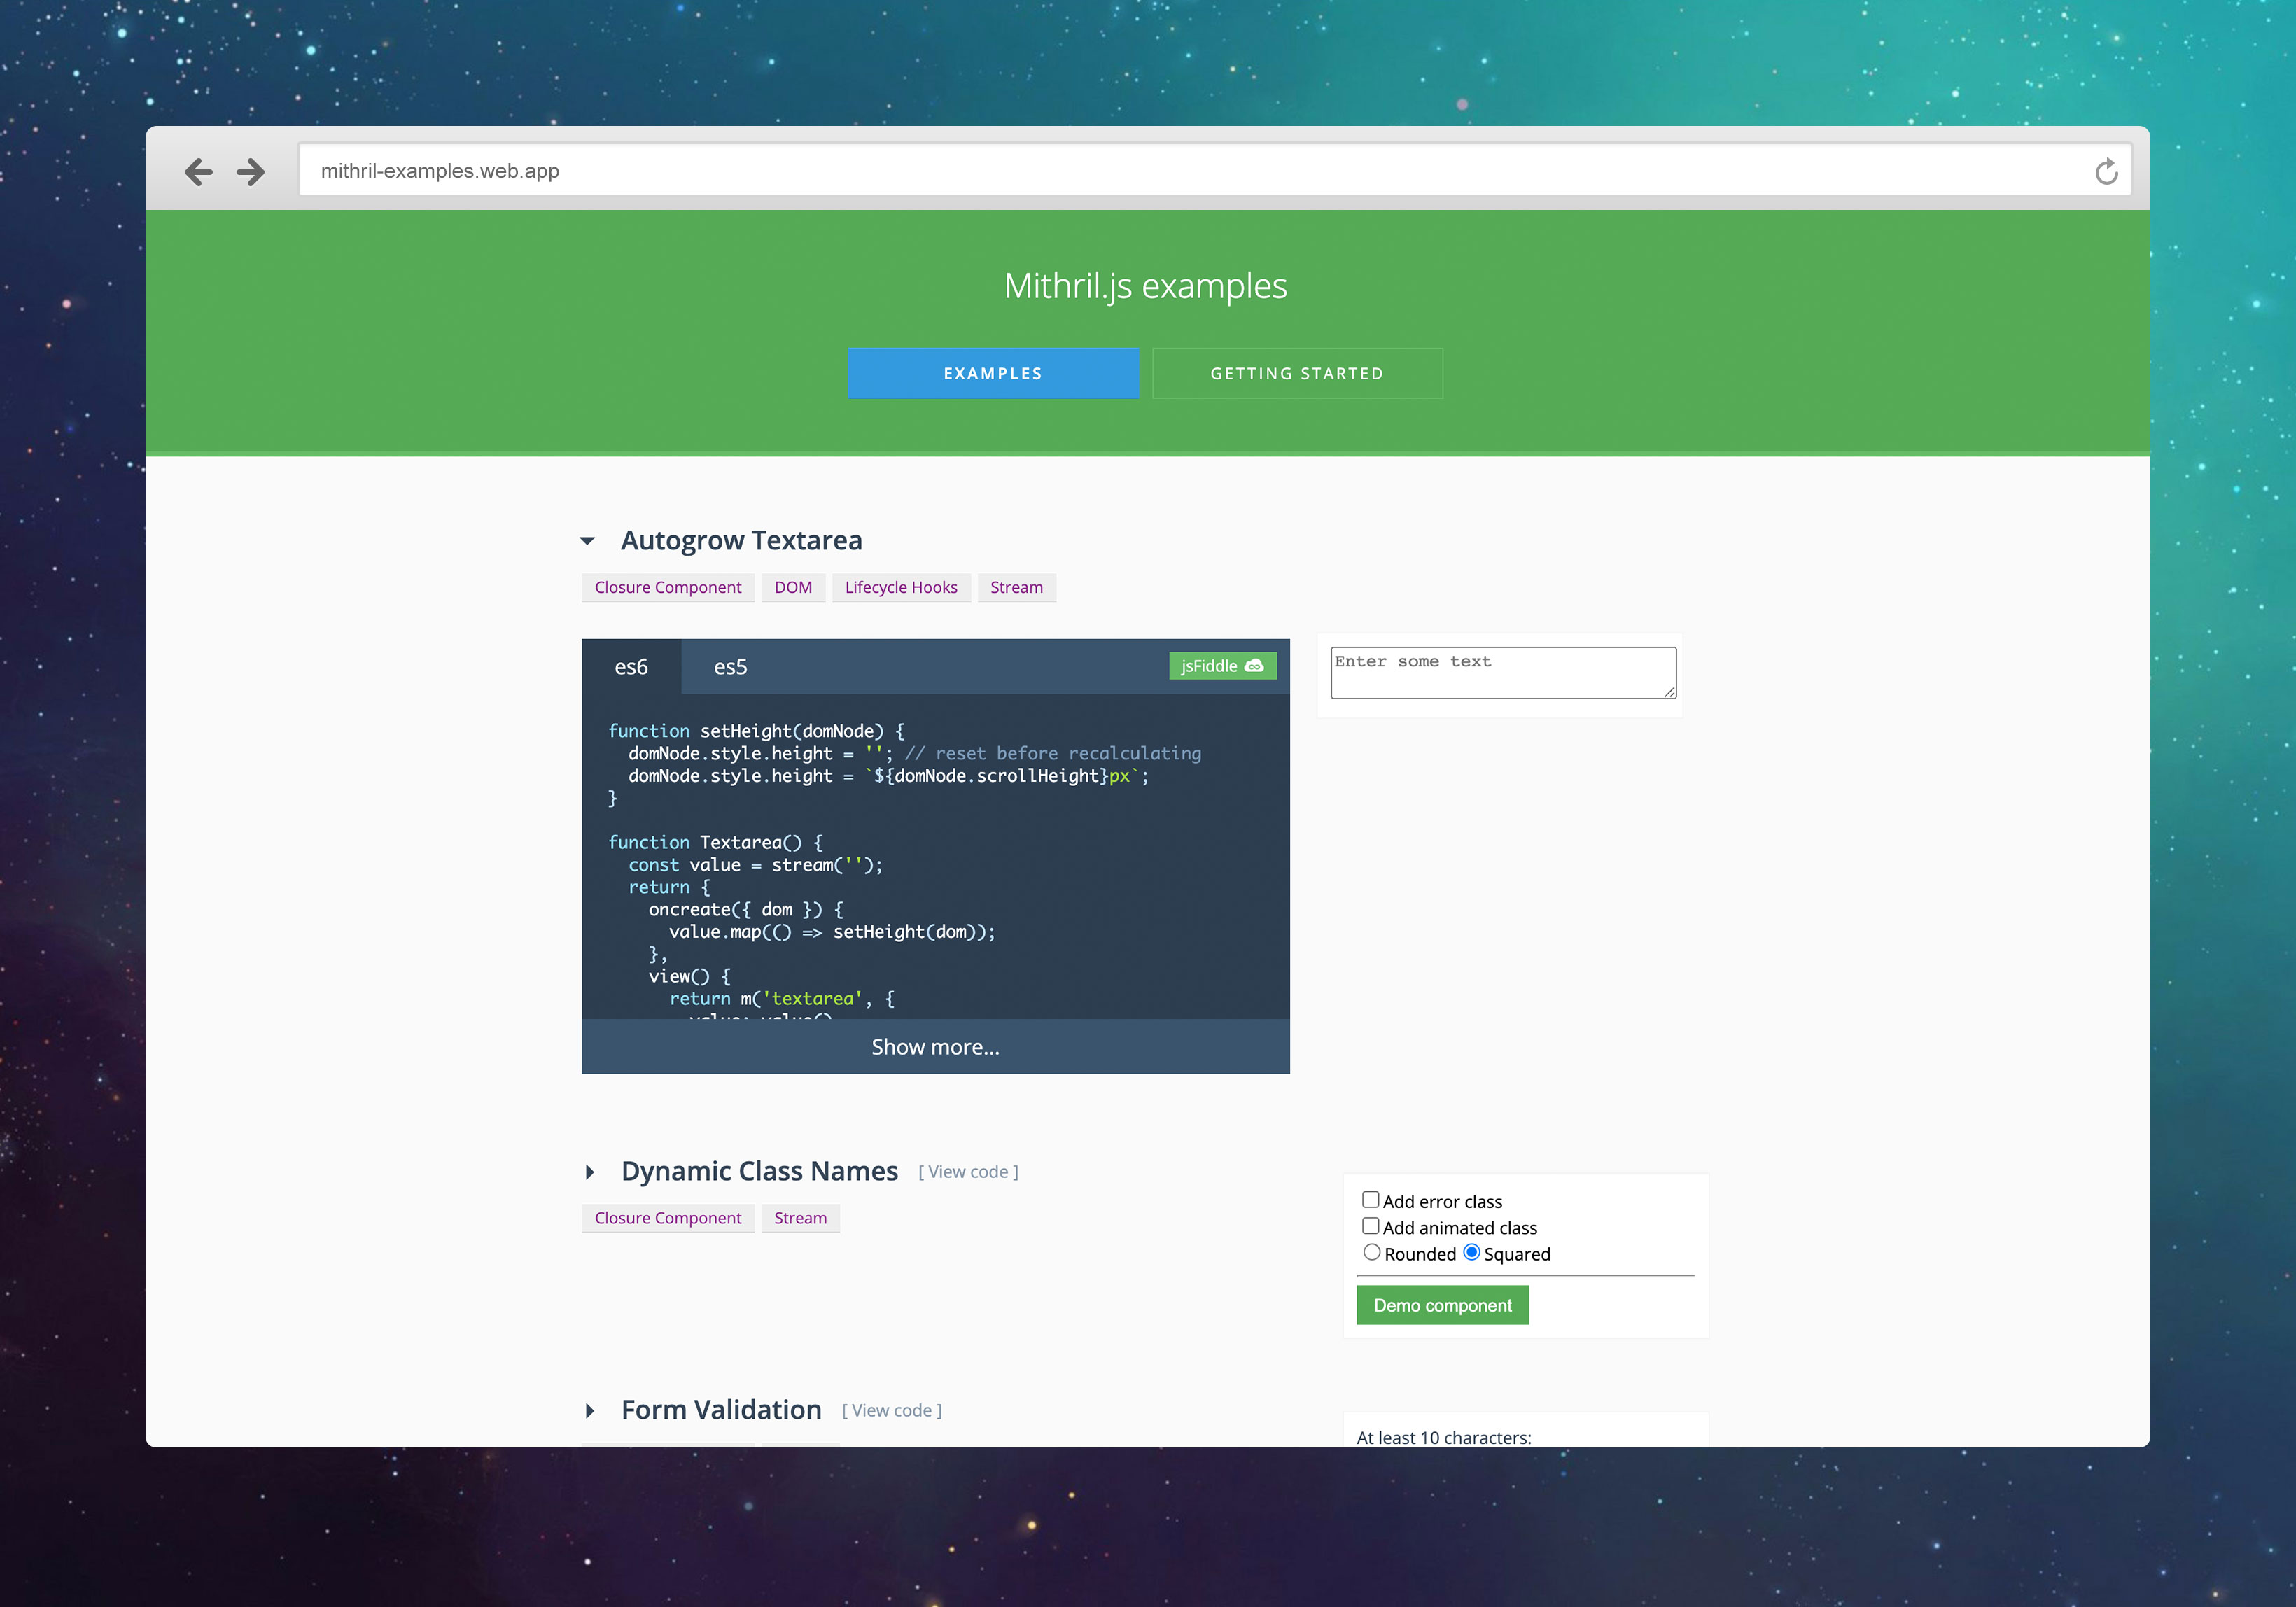 mithril-examples.web.app
Mithril.js examples
EXAMPLES
GETTING STARTED
Autogrow Textarea
Closure Component
DOM
Lifecycle Hooks
Stream
es6
es5
jsFiddle
Enter some text
function setHeight(domNode) {
  domNode.style.height = ''; // reset before recalculating
  domNode.style.height = `${domNode.scrollHeight}px`;
}
function Textarea() {
  const value = stream('');
  return {
    oncreate({ dom }) {
      value.map(() => setHeight(dom));
    },
    view() {
      return m('textarea', {
        value: value()
Show more...
Dynamic Class Names [ View code ]
Closure Component
Stream
Add error class
Add animated class
Rounded Squared
Demo component
Form Validation [ View code ]
At least 10 characters: